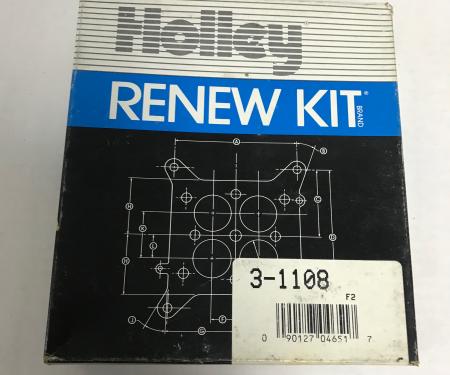 Holley
RENEW KIT®
BRAND
A
B
H
K
L
C
D
H
J
G
F
3-1108
F2
0 90127 04651 7